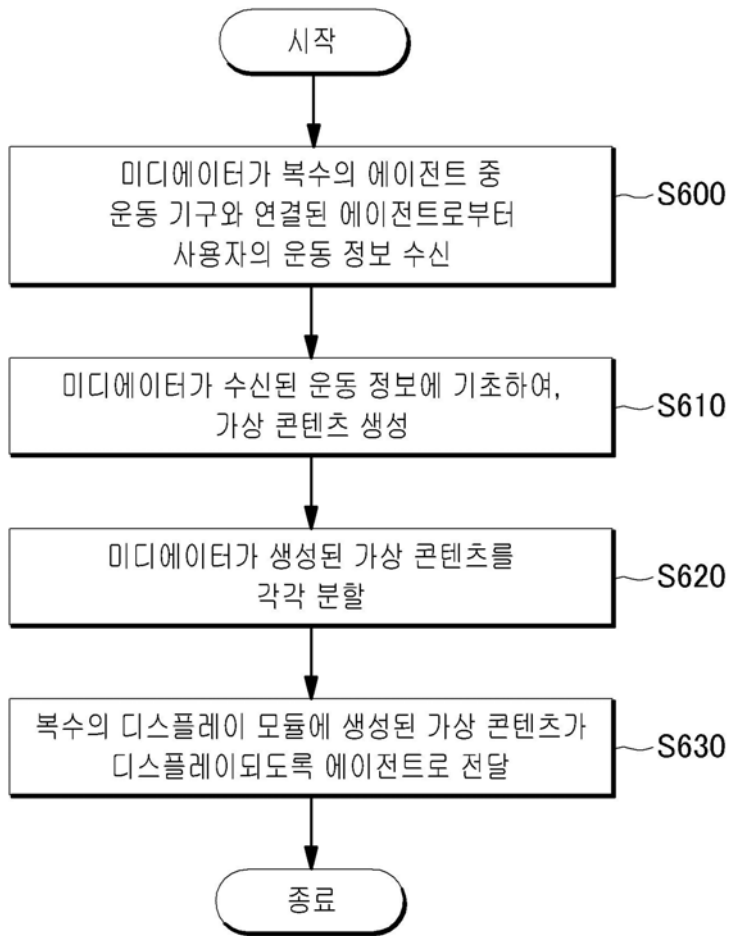 시작
미디에이터가 복수의 에이전트 중
운동 기구와 연결된 에이전트로부터
사용자의 운동 정보 수신
S600
미디에이터가 수신된 운동 정보에 기초하여,
가상 콘텐츠 생성
S610
미디에이터가 생성된 가상 콘텐츠를
각각 분할
S620
복수의 디스플레이 모듈에 생성된 가상 콘텐츠가
디스플레이되도록 에이전트로 전달
S630
종료